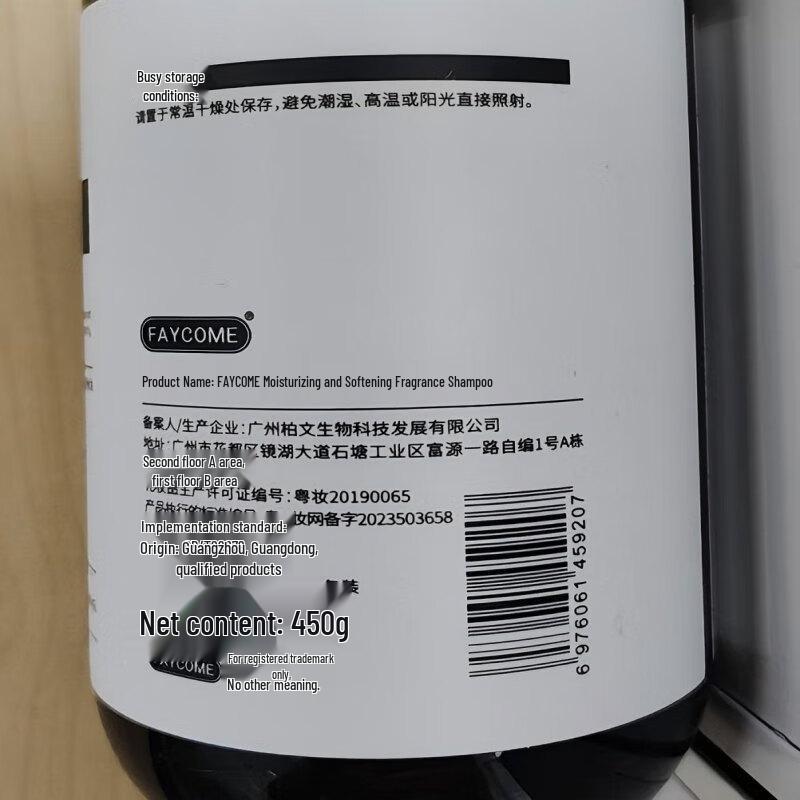 Busy storage
conditions:
请置于常温干燥处保存,避免潮湿、高温或阳光直接照射。
FAYCOME®
Product Name: FAYCOME Moisturizing and Softening Fragrance Shampoo
备案人/生产企业:广州柏文生物科技发展有限公司
地址:广州市花都区镜湖大道石塘工业区富源一路自编1号A栋
Second floor A area,
first floor B area
生产许可证编号:粤妆20190065
妆网备字2023503658
Implementation standard:
Origin: Guangzhou, Guangdong,
qualified products
装
Net content: 450g
FAYCOME
For registered trademark
only.
No other meaning.
6 976061 459207